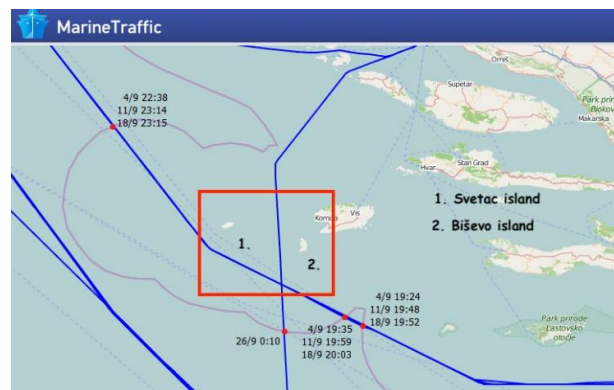 MarineTraffic
Omiš
4/9 22:38
11/9 23:14
18/9 23:15
Supetar
Park prir
Biokov
Makarska
Hvar
Stari Grad
1. Svetac island
Komiža
Vis
1.
2. Biševo island
2.
4/9 19:24
11/9 19:48
18/9 19:52
4/9 19:35
11/9 19:59
18/9 20:03
26/9 0:10
Park prirode
Lastovsko
otočje